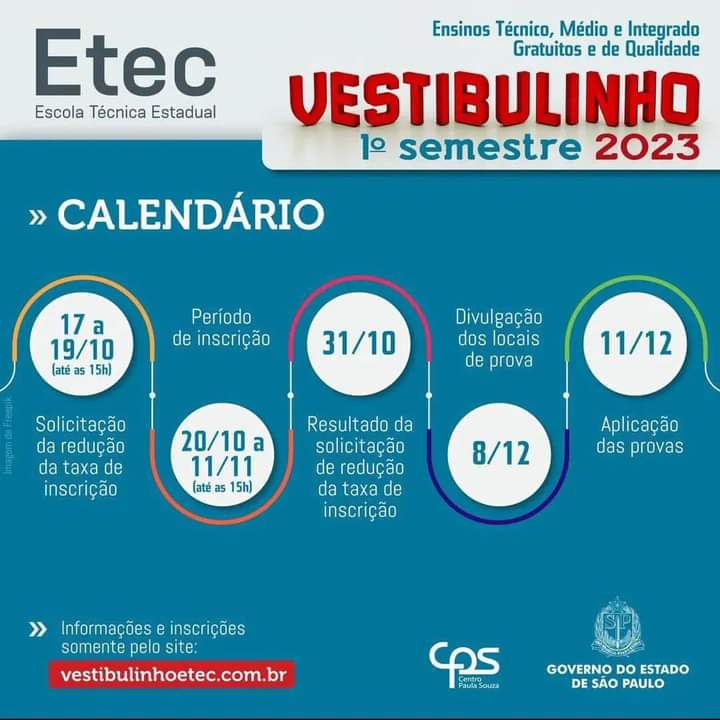 Etec
Escola Técnica Estadual
Ensinos Técnico, Médio e Integrado
Gratuitos e de Qualidade
VESTIBULINHO
1º semestre 2023
» CALENDÁRIO
17 a
19/10
(até as 15h)
Solicitação
da redução
da taxa de
inscrição
Período
de inscrição
20/10 a
11/11
(até as 15h)
31/10
Resultado da
solicitação
de redução
da taxa de
inscrição
Divulgação
dos locais
de prova
8/12
11/12
Aplicação
das provas
Imagem de Freepik
» Informações e inscrições
somente pelo site:
vestibulinhoetec.com.br
cps
Centro
Paula Souza
SP
GOVERNO DO ESTADO
DE SÃO PAULO